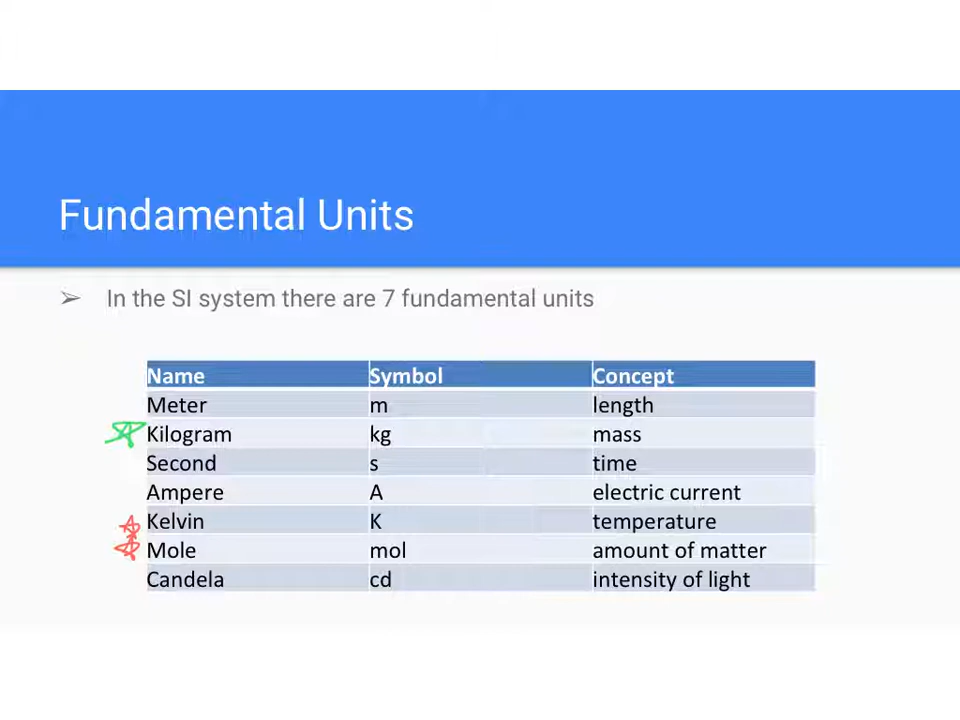 Fundamental Units
➢ In the SI system there are 7 fundamental units
Name Symbol Concept
Meter m length
Kilogram kg mass
Second s time
Ampere A electric current
Kelvin K temperature
Mole mol amount of matter
Candela cd intensity of light